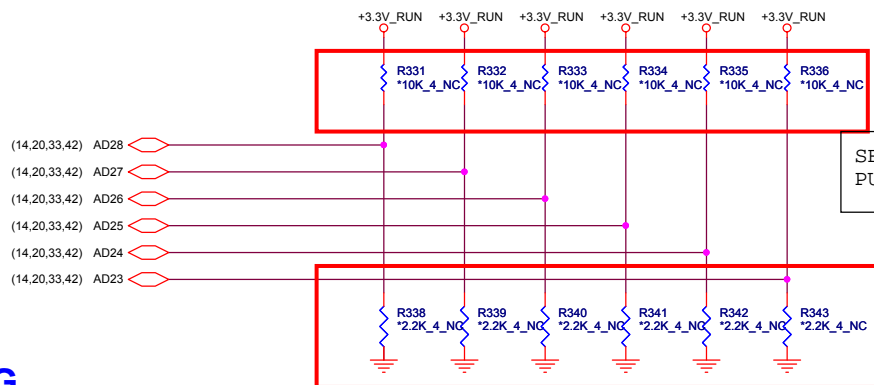 +3.3V_RUN +3.3V_RUN +3.3V_RUN +3.3V_RUN +3.3V_RUN +3.3V_RUN
R331 R332 R333 R334 R335 R336
*10K_4_NC *10K_4_NC *10K_4_NC *10K_4_NC *10K_4_NC *10K_4_NC
(14,20,33,42) AD28
(14,20,33,42) AD27
(14,20,33,42) AD26
(14,20,33,42) AD25
(14,20,33,42) AD24
(14,20,33,42) AD23
PU
R338 R339 R340 R341 R342 R343
*2.2K_4_NC *2.2K_4_NC *2.2K_4_NC *2.2K_4_NC *2.2K_4_NC *2.2K_4_NC
G